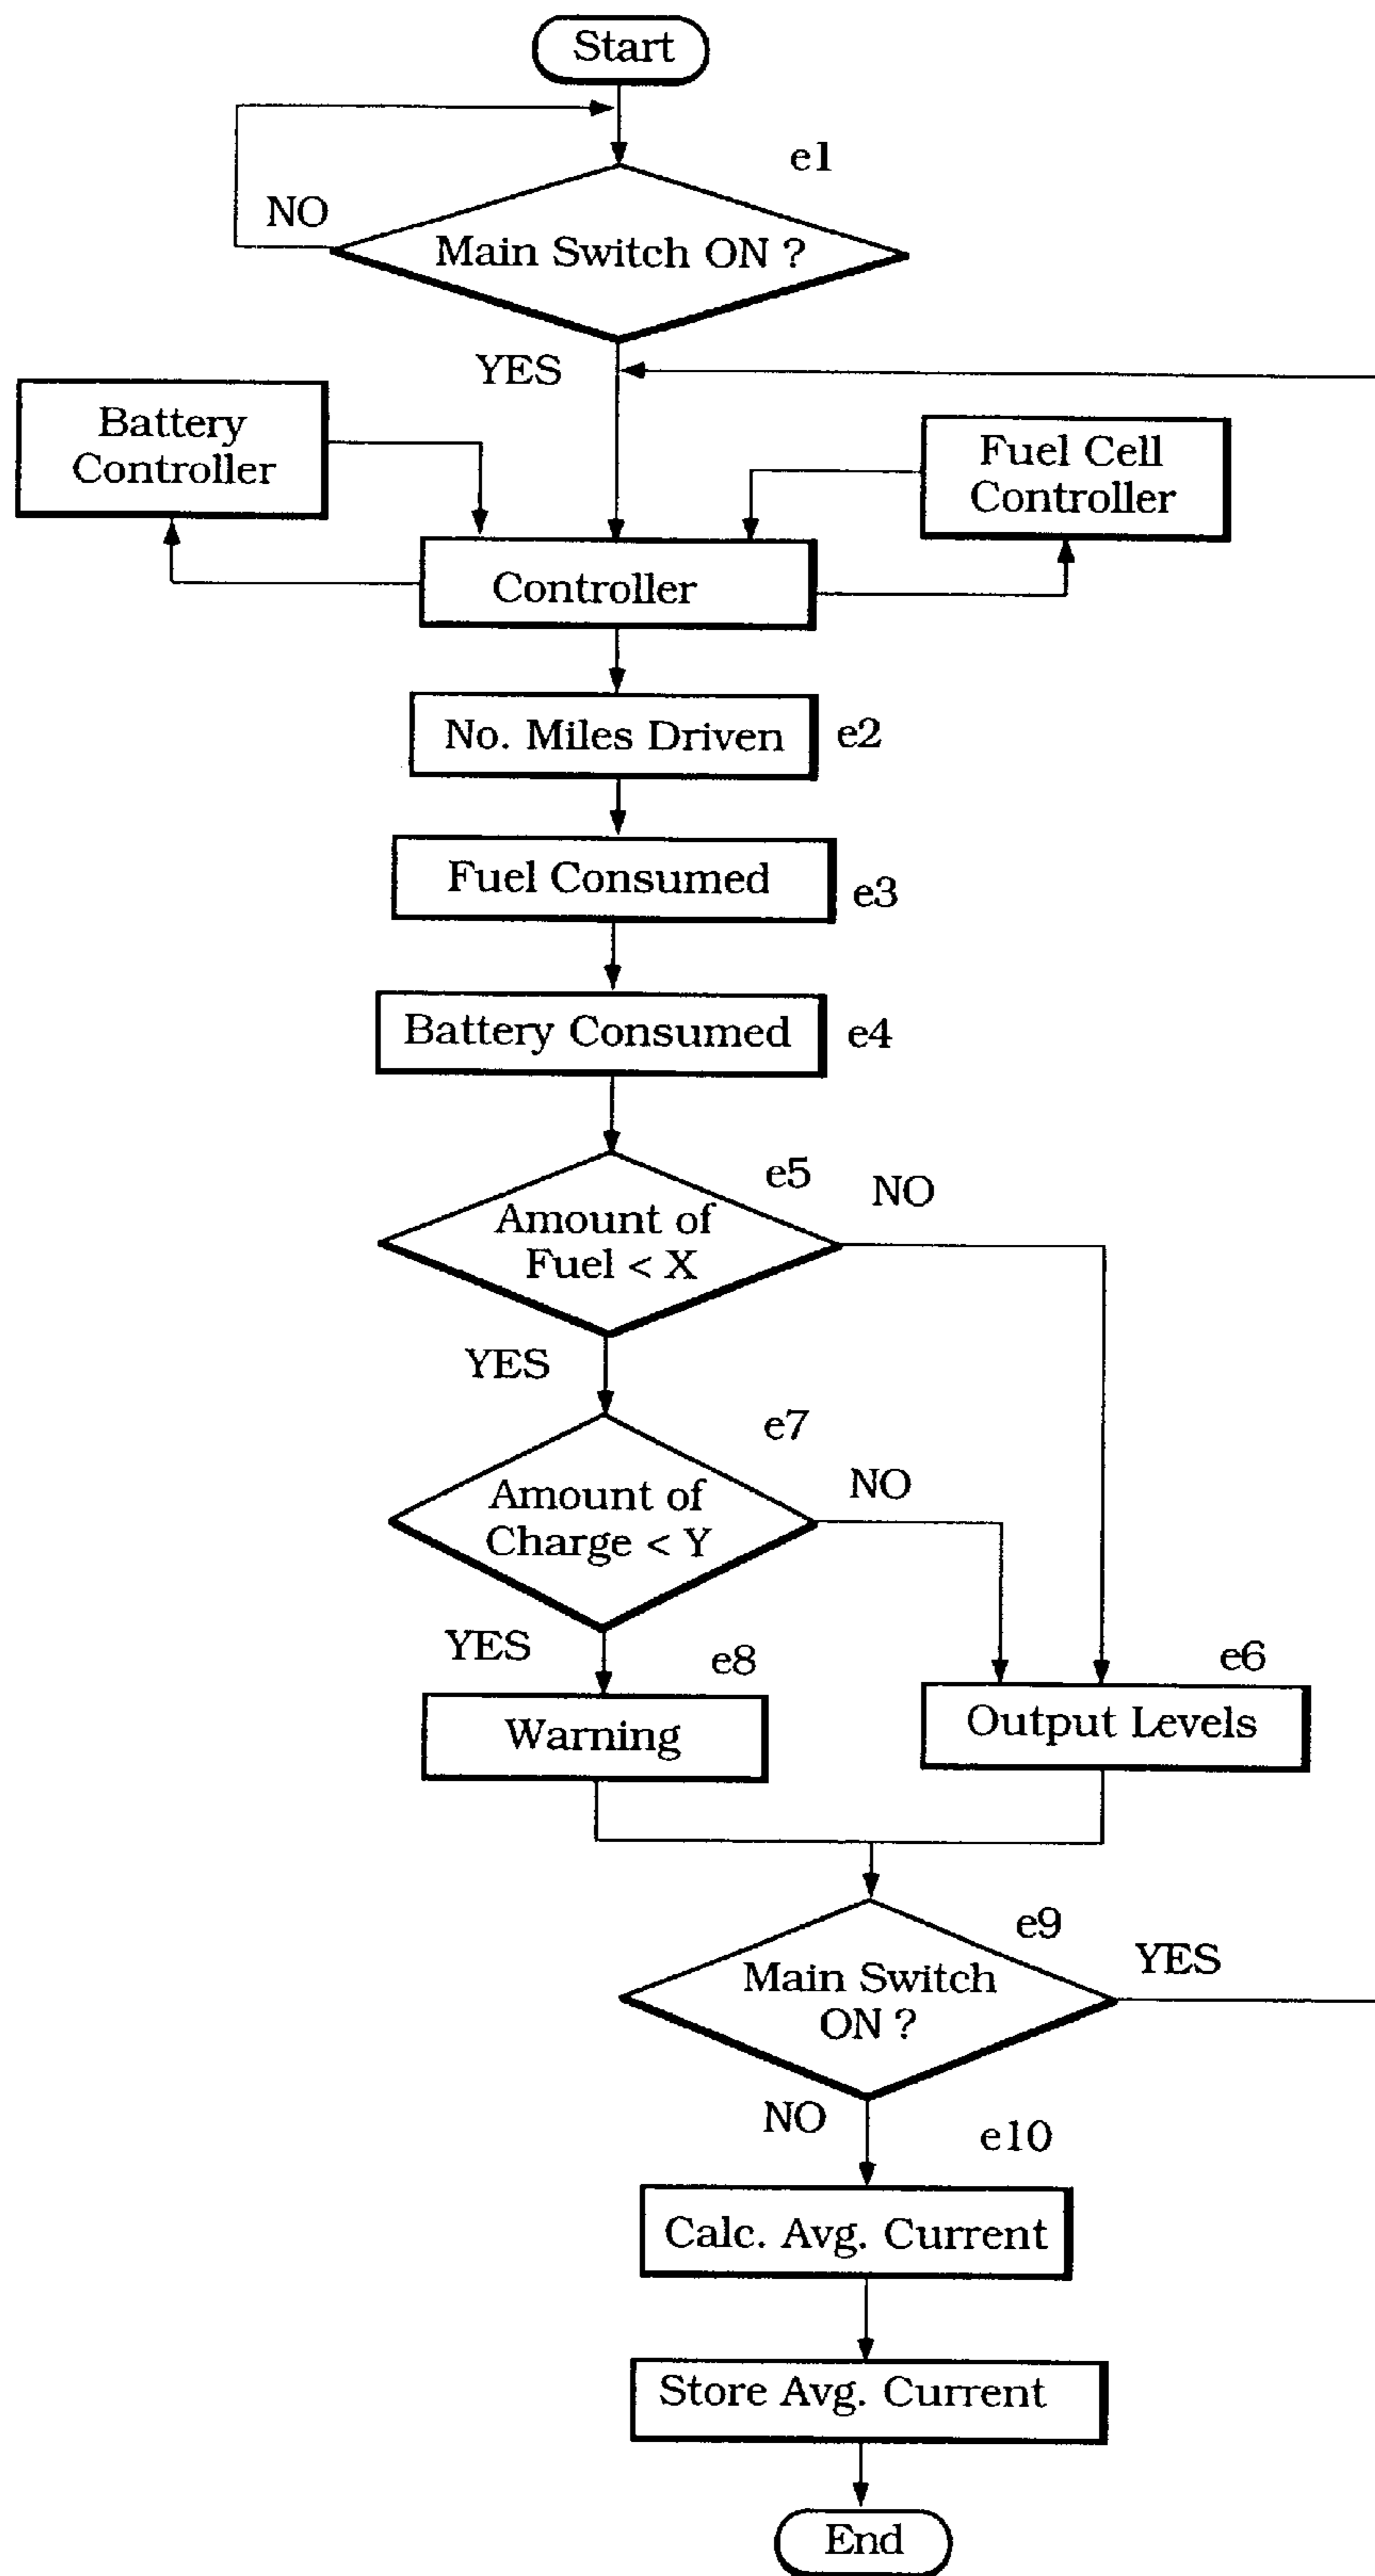 Start
e1
NO
Main Switch ON ?
YES
Battery
Controller
Fuel Cell
Controller
Controller
No. Miles Driven
e2
Fuel Consumed
e3
Battery Consumed
e4
e5
NO
Amount of
Fuel < X
YES
e7
NO
Amount of
Charge < Y
YES
e8
e6
Warning
Output Levels
e9
YES
Main Switch
ON ?
NO
e10
Calc. Avg. Current
Store Avg. Current
End